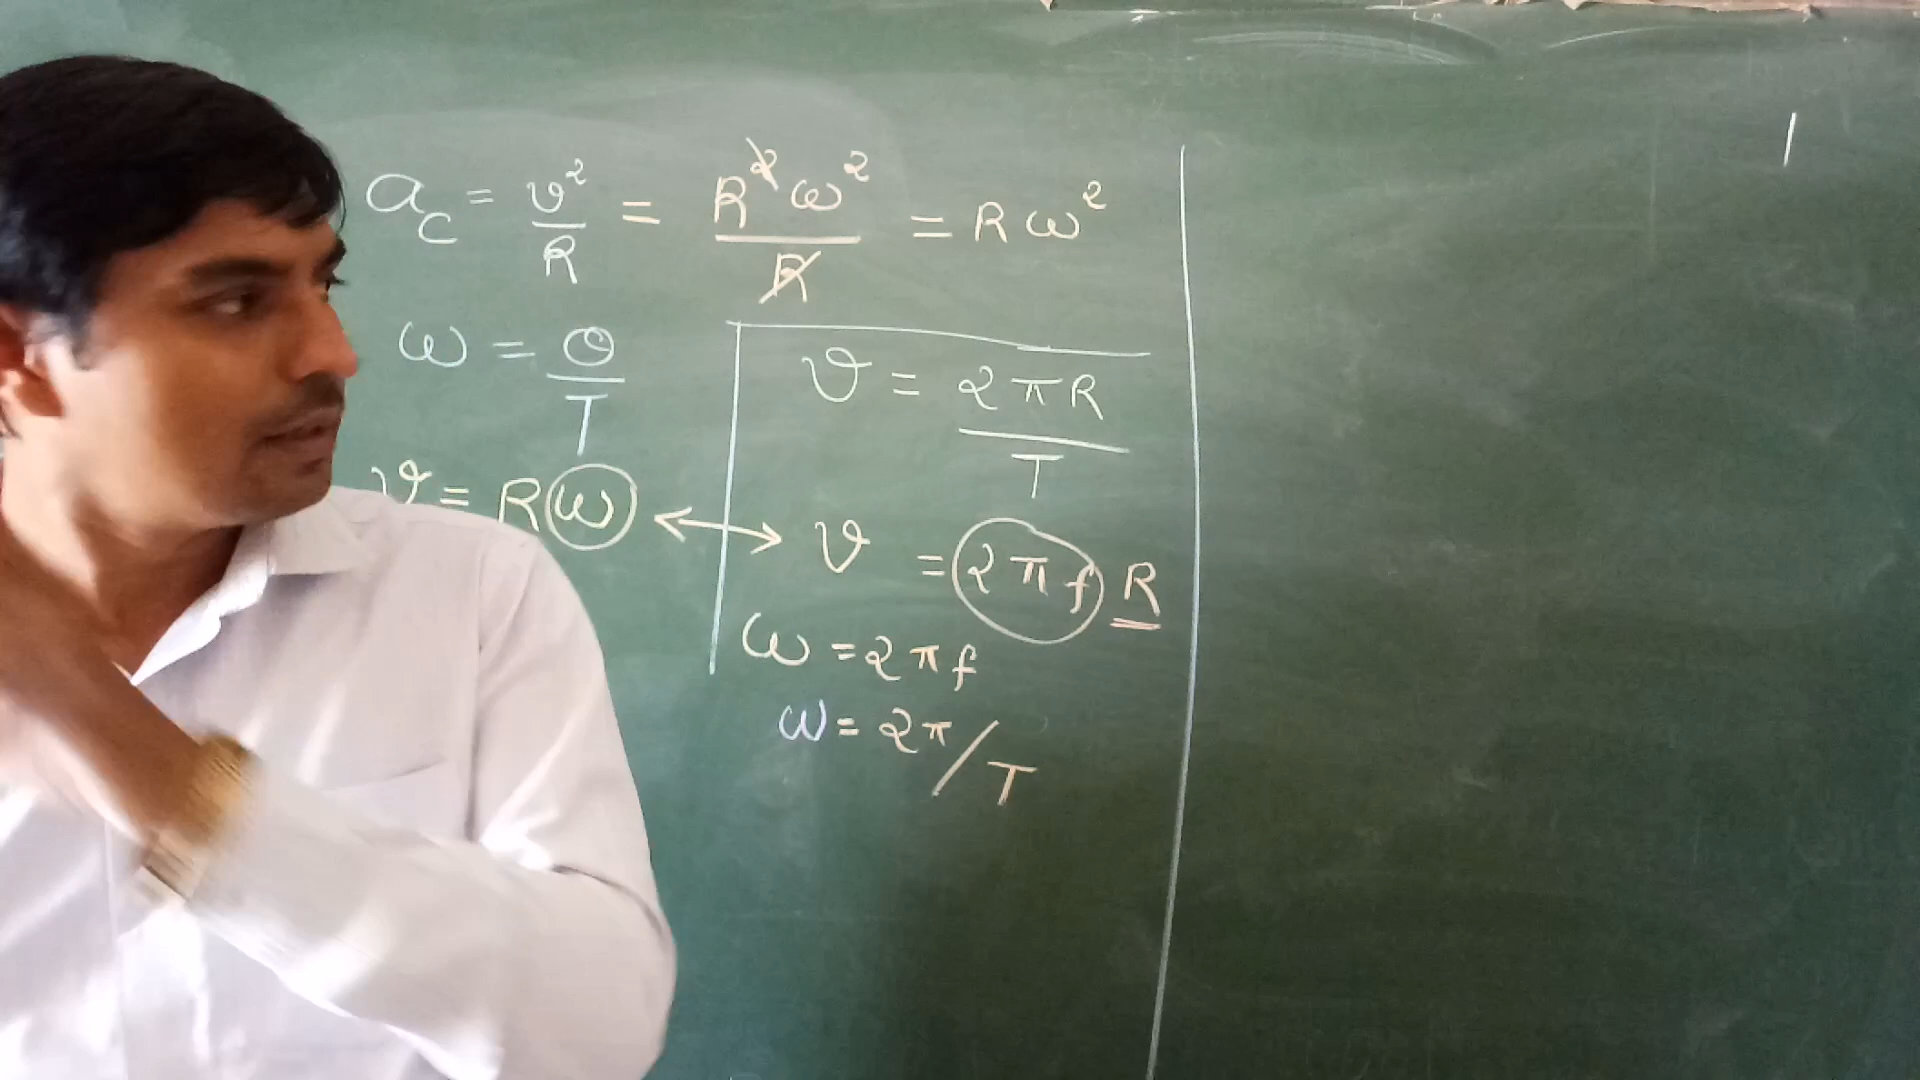 a_c = v²/R = R²ω²/R = Rω²
ω = Θ/T
v = Rω ↔
v = 2πR/T
v = 2πf R
ω = 2πf
ω = 2π/T